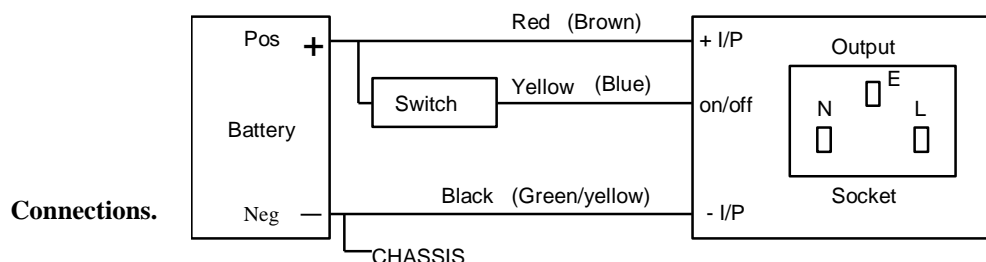 Connections.
Pos +
Battery
Neg —
Red (Brown)
Switch
Yellow (Blue)
Black (Green/yellow)
CHASSIS
+ I/P
on/off
- I/P
Output
E
N L
Socket